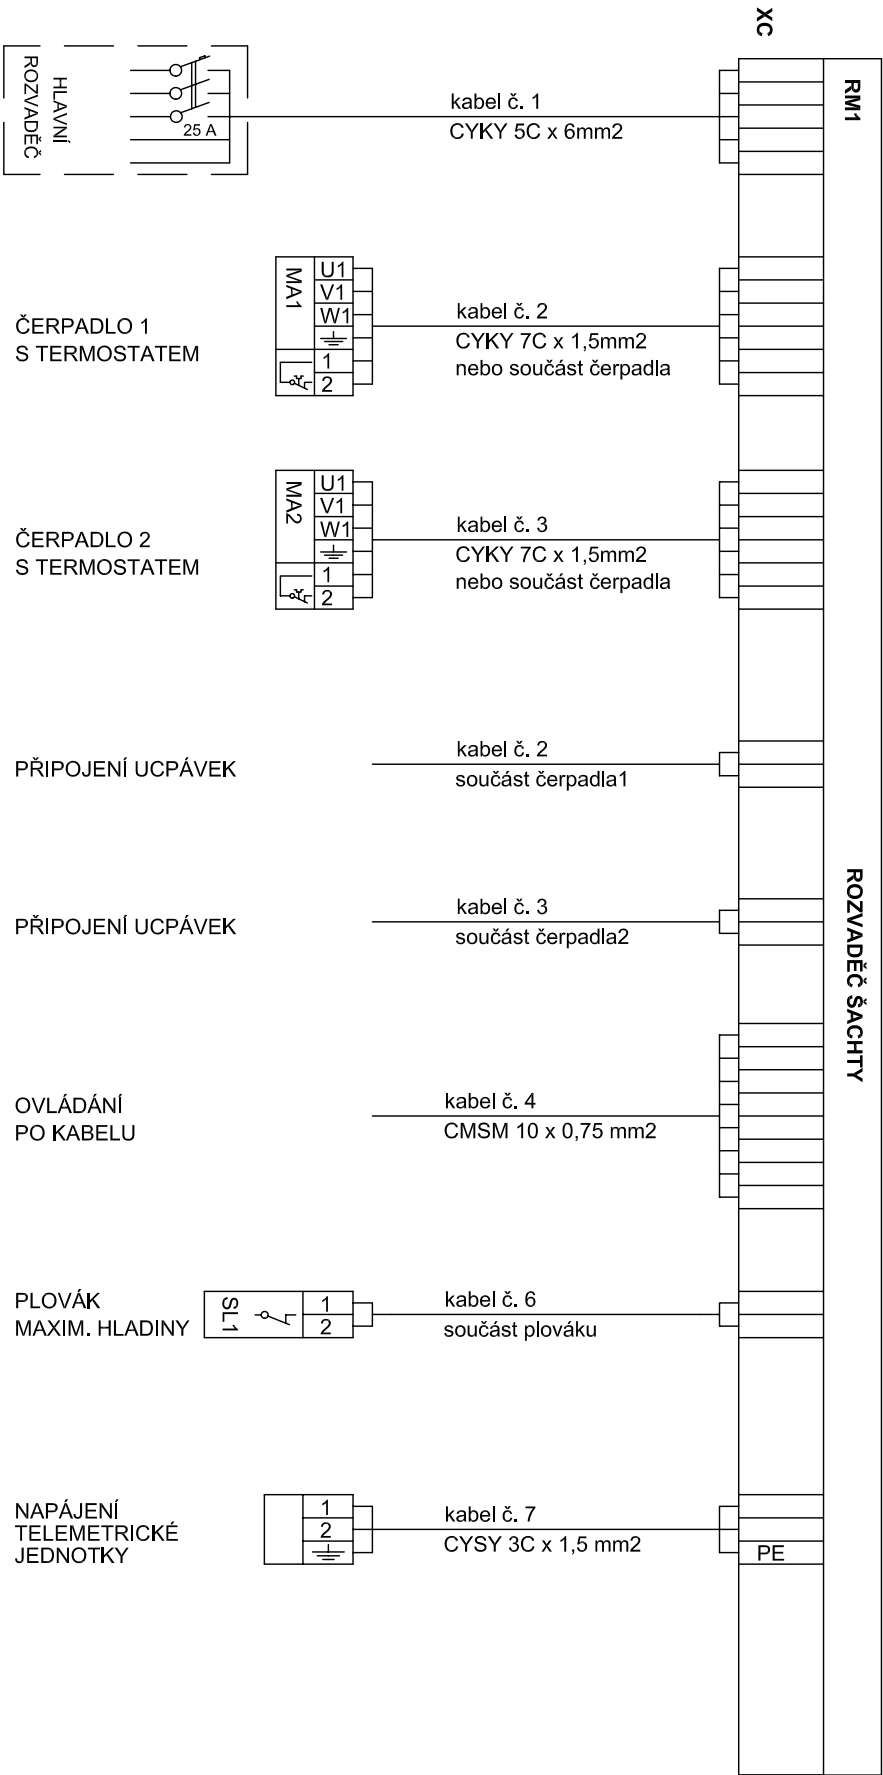 XC
RM1
ROZVADĚČ ŠACHTY
HLAVNÍ
ROZVADĚČ
25 A
kabel č. 1
CYKY 5C x 6mm2
ČERPADLO 1
S TERMOSTATEM
MA1
U1
V1
W1
1
2
kabel č. 2
CYKY 7C x 1,5mm2
nebo součást čerpadla
ČERPADLO 2
S TERMOSTATEM
MA2
U1
V1
W1
1
2
kabel č. 3
CYKY 7C x 1,5mm2
nebo součást čerpadla
PŘIPOJENÍ UCPÁVEK
kabel č. 2
součást čerpadla1
PŘIPOJENÍ UCPÁVEK
kabel č. 3
součást čerpadla2
OVLÁDÁNÍ
PO KABELU
kabel č. 4
CMSM 10 x 0,75 mm2
PLOVÁK
MAXIM. HLADINY
SL1
1
2
kabel č. 6
součást plováku
NAPÁJENÍ
TELEMETRICKÉ
JEDNOTKY
1
2
kabel č. 7
CYSY 3C x 1,5 mm2
PE